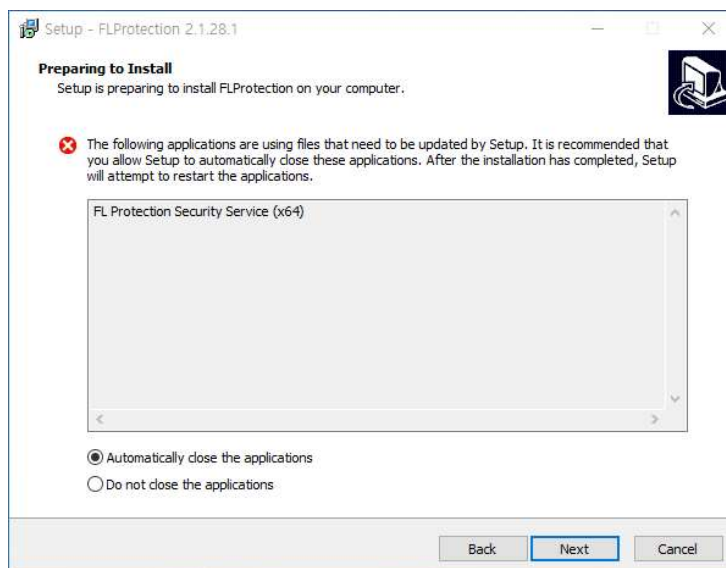 Setup - FLProtection 2.1.28.1
Preparing to Install
Setup is preparing to install FLProtection on your computer.
The following applications are using files that need to be updated by Setup. It is recommended that
you allow Setup to automatically close these applications. After the installation has completed, Setup
will attempt to restart the applications.
FL Protection Security Service (x64)
Automatically close the applications
Do not close the applications
Back
Next
Cancel